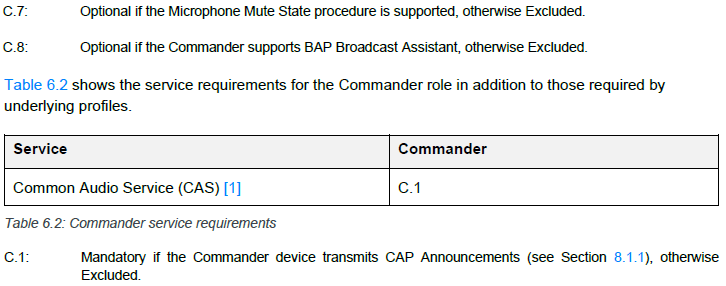 C.7: Optional if the Microphone Mute State procedure is supported, otherwise Excluded.
C.8: Optional if the Commander supports BAP Broadcast Assistant, otherwise Excluded.
Table 6.2 shows the service requirements for the Commander role in addition to those required by
underlying profiles.
Service Commander
Common Audio Service (CAS) [1] C.1
Table 6.2: Commander service requirements
C.1: Mandatory if the Commander device transmits CAP Announcements (see Section 8.1.1), otherwise
Excluded.